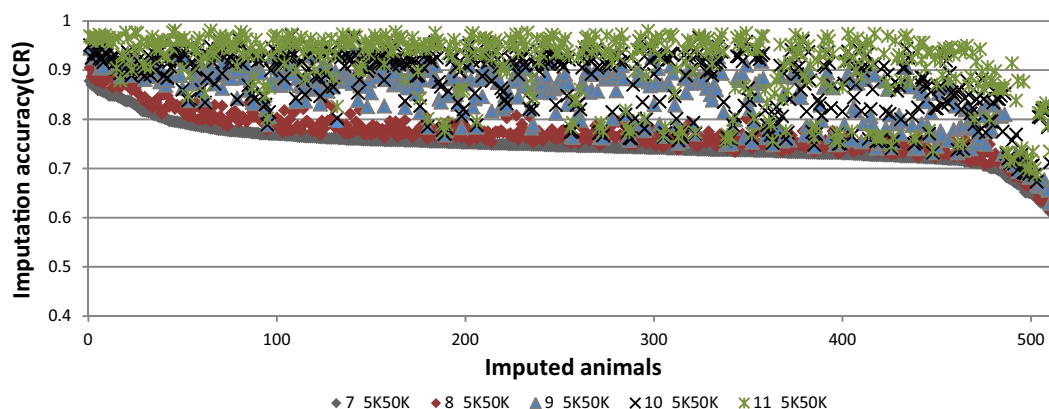 Imputation accuracy(CR)
1
0.9
0.8
0.7
0.6
0.5
0.4
0 100 200 300 400 500
Imputed animals
7 5K50K 8 5K50K 9 5K50K 10 5K50K 11 5K50K